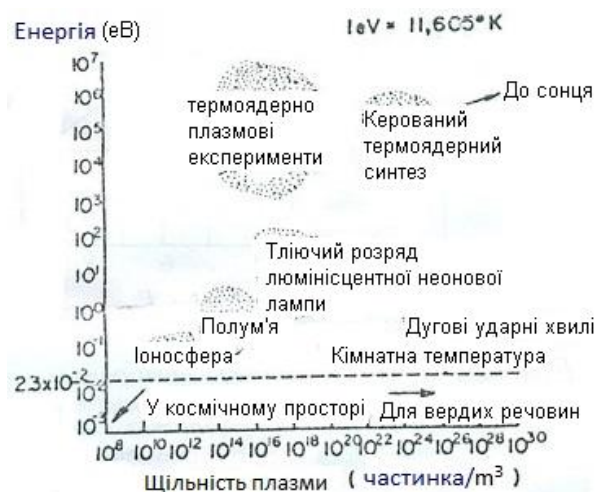 Енергія (еВ)
1eV = 11,605°K
10⁷
10⁶
10⁵
10⁴
10³
10²
10¹
10⁰
10⁻¹
2.3x10⁻²
10⁻²
10⁻³
термоядерно
плазмові
експерименти
До сонця
Керований
термоядерний
синтез
Тліючий розряд
люмінісцентної неонової
лампи
Полум'я
Дугові ударні хвилі
Іоносфера
Кімнатна температура
У космічному просторі
Для вердих речовин
10⁸ 10¹⁰ 10¹² 10¹⁴ 10¹⁶ 10¹⁸ 10²⁰ 10²² 10²⁴ 10²⁶ 10²⁸ 10³⁰
Щільність плазми ( частинка/m³ )